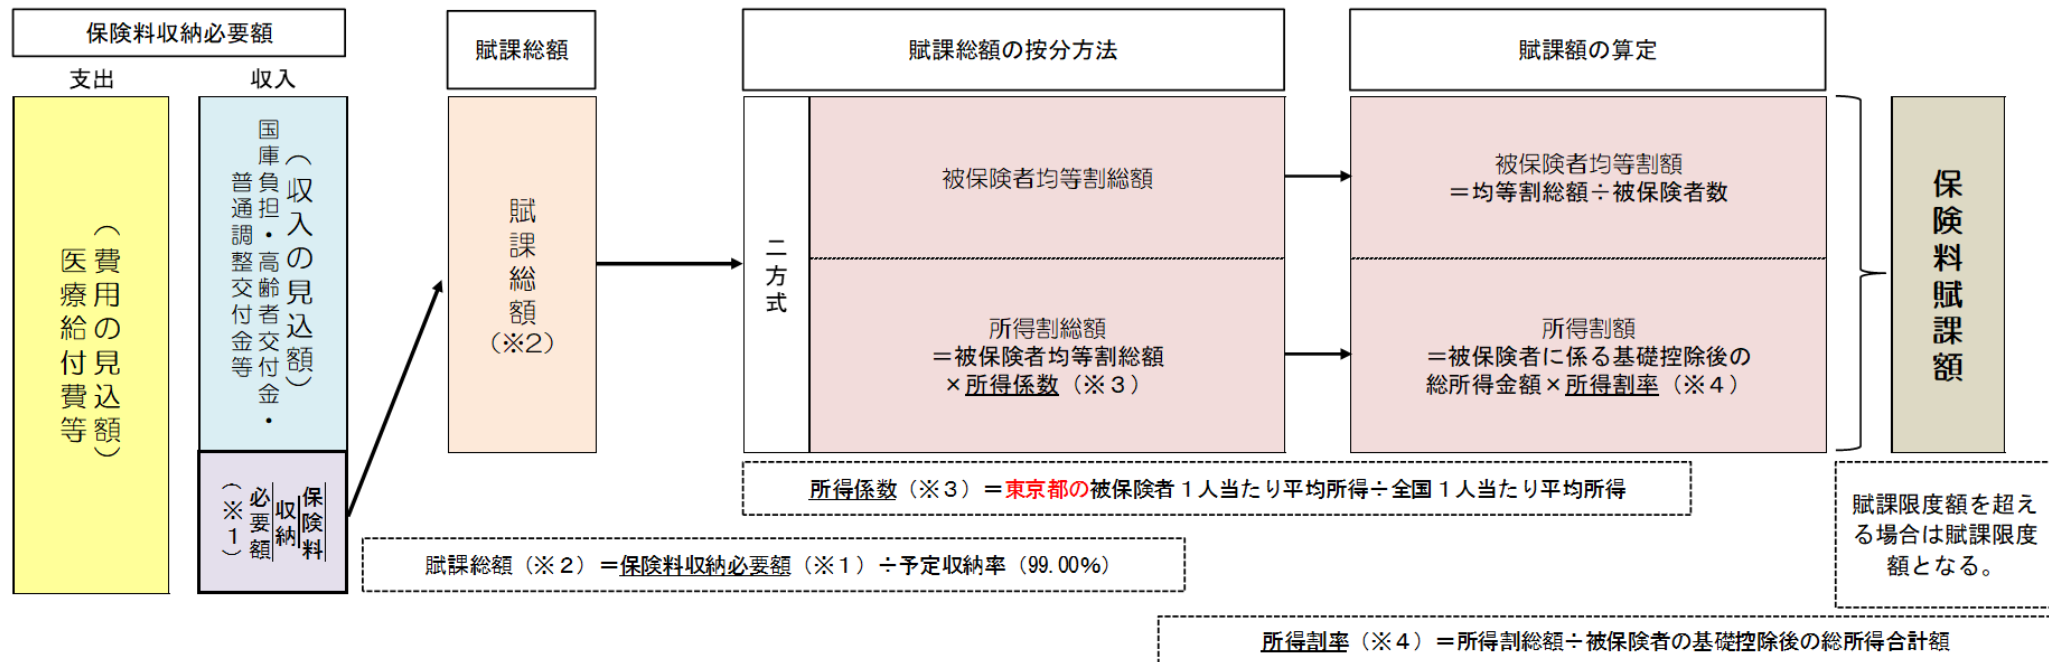 保険料収納必要額
賦課総額
賦課総額の按分方法
賦課額の算定
支出
収入
（費用の見込額）
医療給付費等
（収入の見込額）
国庫負担・高齢者交付金・
普通調整交付金等
保険料
収納
必要額
（※１）
賦課総額
（※2）
二方式
被保険者均等割総額
所得割総額
＝被保険者均等割総額
×所得係数（※３）
被保険者均等割額
＝均等割総額÷被保険者数
所得割額
＝被保険者に係る基礎控除後の
総所得金額×所得割率（※４）
保険料賦課額
所得係数（※３）＝東京都の被保険者１人当たり平均所得÷全国１人当たり平均所得
賦課限度額を超え
る場合は賦課限度
額となる。
賦課総額（※２）＝保険料収納必要額（※１）÷予定収納率（99.00%）
所得割率（※４）＝所得割総額÷被保険者の基礎控除後の総所得合計額